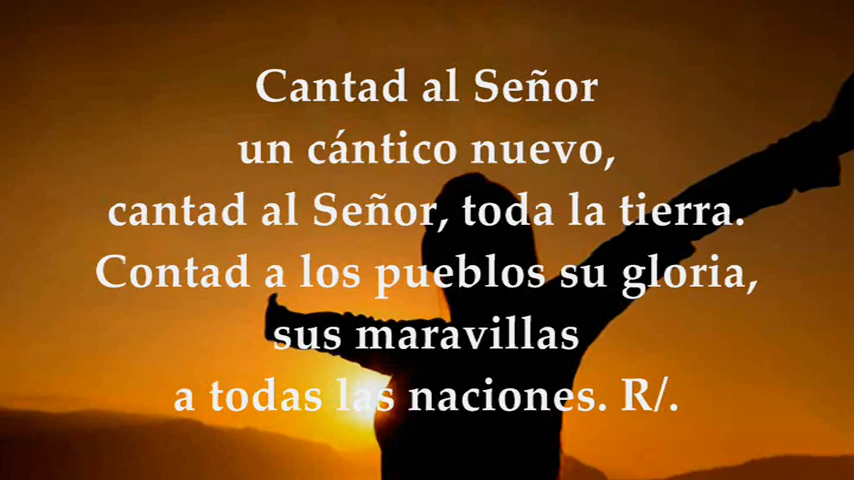 Cantad al Señor
un cántico nuevo,
cantad al Señor, toda la tierra.
Contad a los pueblos su gloria,
sus maravillas
a todas las naciones. R/.